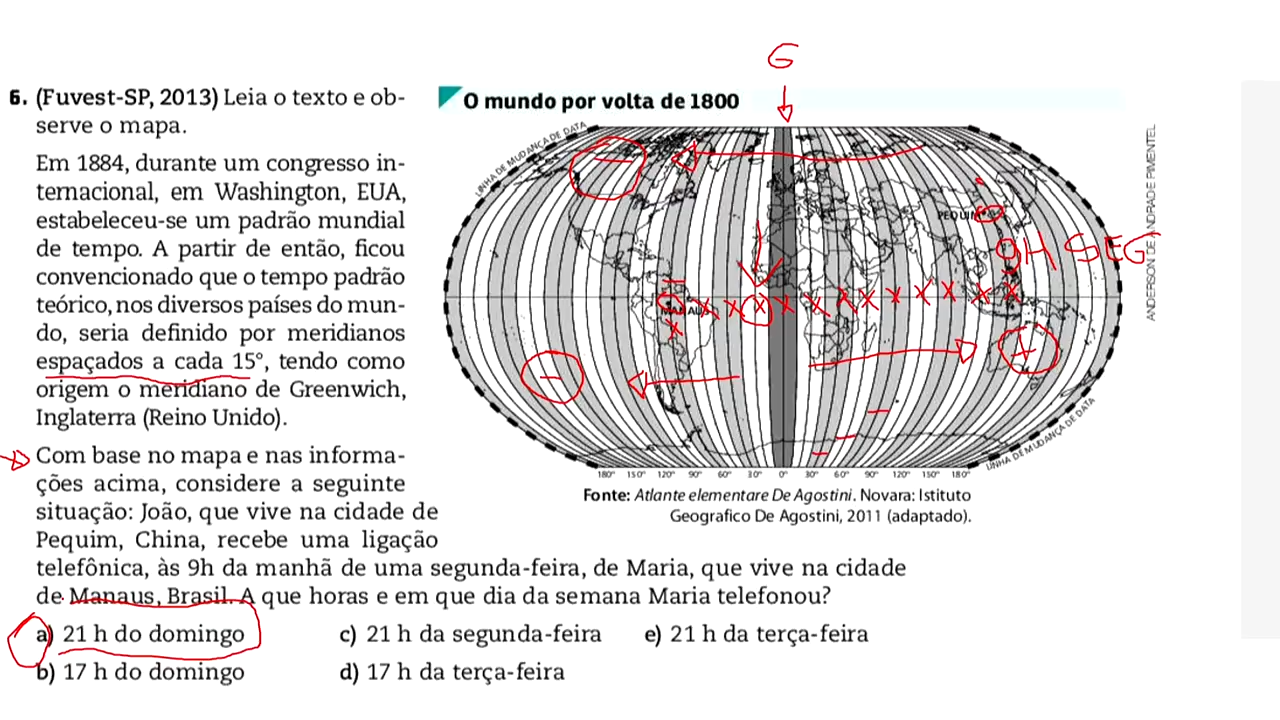 G
6. (Fuvest-SP, 2013) Leia o texto e ob-
serve o mapa.
Em 1884, durante um congresso in-
ternacional, em Washington, EUA,
estabeleceu-se um padrão mundial
de tempo. A partir de então, ficou
convencionado que o tempo padrão
teórico, nos diversos países do mun-
do, seria definido por meridianos
espaçados a cada 15°, tendo como
origem o meridiano de Greenwich,
Inglaterra (Reino Unido).
Com base no mapa e nas informa-
ções acima, considere a seguinte
situação: João, que vive na cidade de
Pequim, China, recebe uma ligação
telefônica, às 9h da manhã de uma segunda-feira, de Maria, que vive na cidade
de Manaus, Brasil. A que horas e em que dia da semana Maria telefonou?
a) 21 h do domingo
b) 17 h do domingo
c) 21 h da segunda-feira
d) 17 h da terça-feira
e) 21 h da terça-feira
O mundo por volta de 1800
LINHA DE MUDANÇA DE DATA
PEQUIM
9H SEG
MANAUS
180° 150° 120° 90° 60° 30° 0° 30° 60° 90° 120° 150° 180°
LINHA DE MUDANÇA DE DATA
ANDERSON DE ANDRADE PIMENTEL
Fonte: Atlante elementare De Agostini. Novara: Istituto
Geografico De Agostini, 2011 (adaptado).